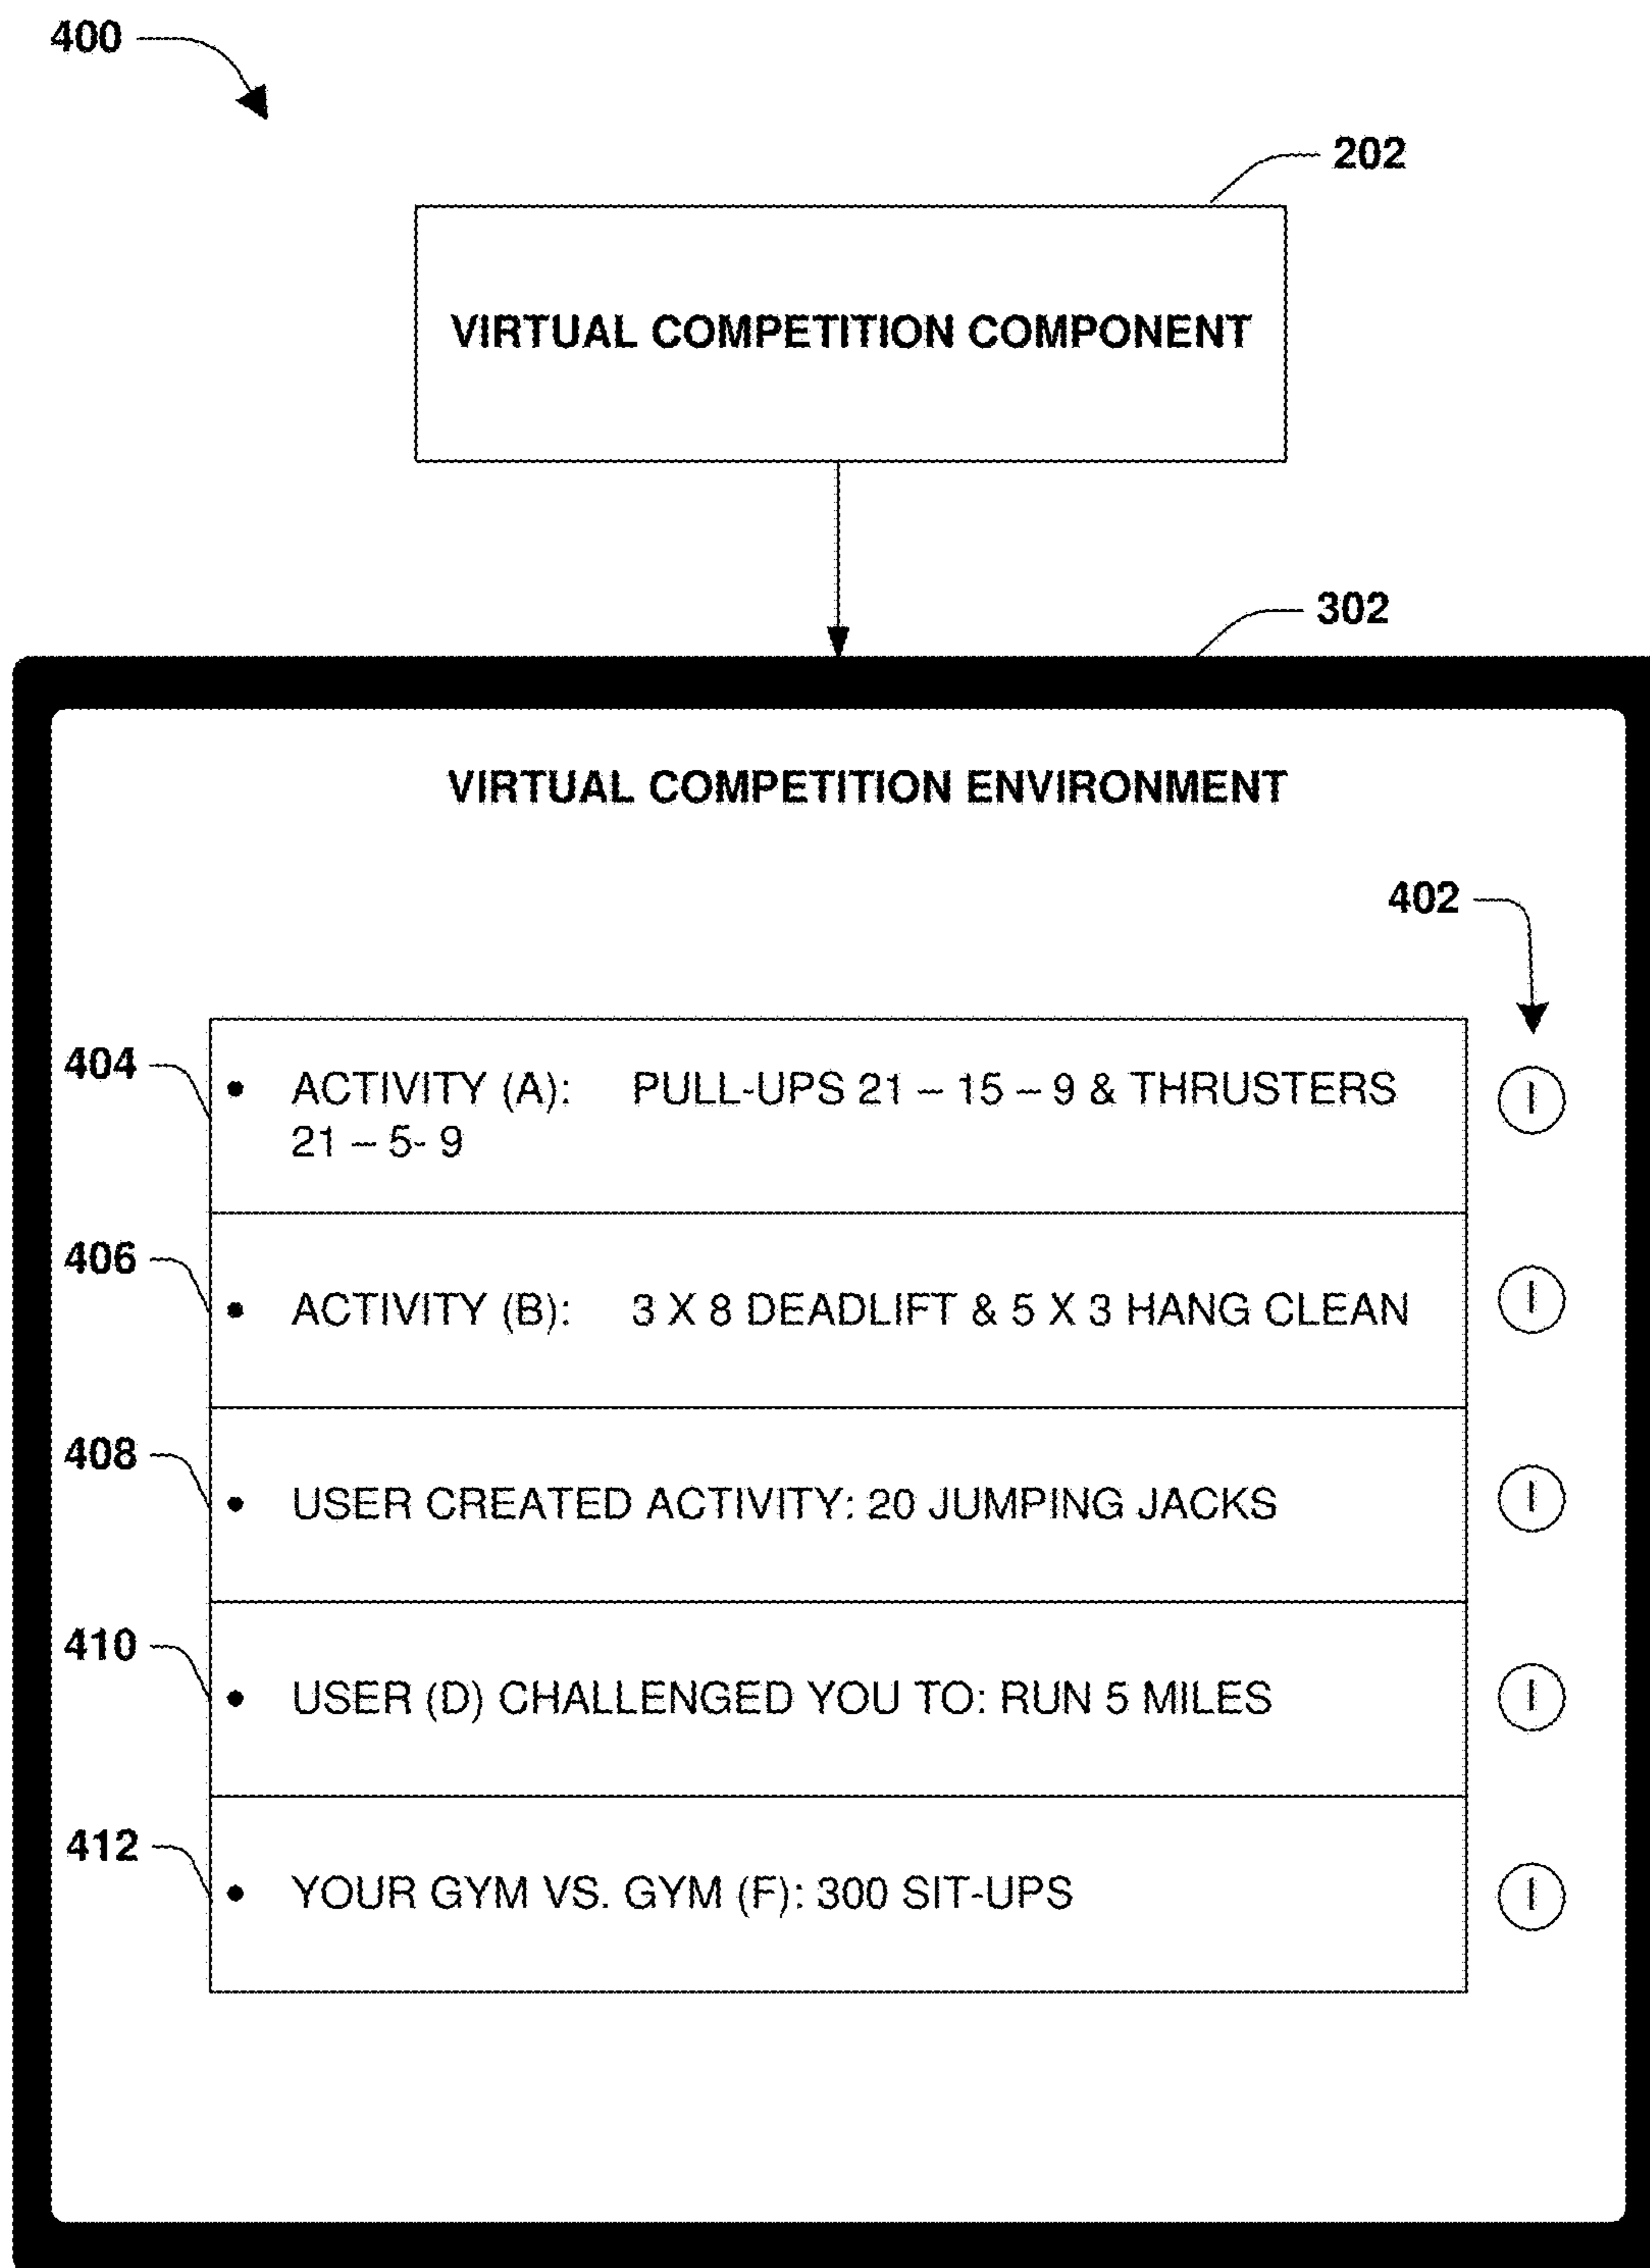 400
202
VIRTUAL COMPETITION COMPONENT
302
VIRTUAL COMPETITION ENVIRONMENT
402
404
• ACTIVITY (A): PULL-UPS 21 – 15 – 9 & THRUSTERS
21 – 5- 9
I
406
• ACTIVITY (B): 3 X 8 DEADLIFT & 5 X 3 HANG CLEAN
I
408
• USER CREATED ACTIVITY: 20 JUMPING JACKS
I
410
• USER (D) CHALLENGED YOU TO: RUN 5 MILES
I
412
• YOUR GYM VS. GYM (F): 300 SIT-UPS
I